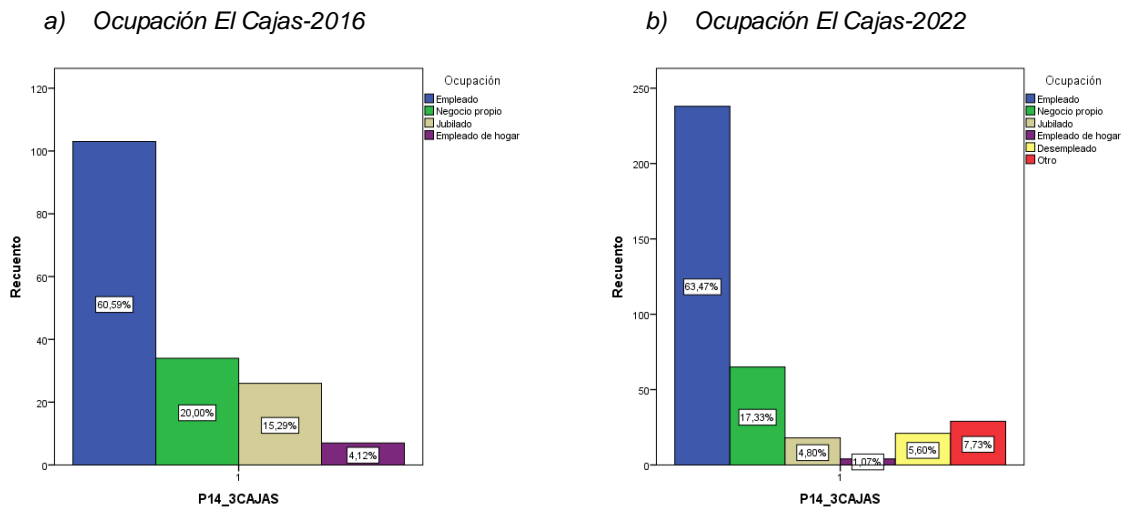 a) Ocupación El Cajas-2016
Ocupación
Empleado
Negocio propio
Jubilado
Empleado de hogar
120
100
80
60
40
20
0
Recuento
60,59%
20,00%
15,29%
4,12%
1
P14_3CAJAS
b) Ocupación El Cajas-2022
Ocupación
Empleado
Negocio propio
Jubilado
Empleado de hogar
Desempleado
Otro
250
200
150
100
50
0
Recuento
63,47%
17,33%
4,80%
1,07%
5,60%
7,73%
1
P14_3CAJAS